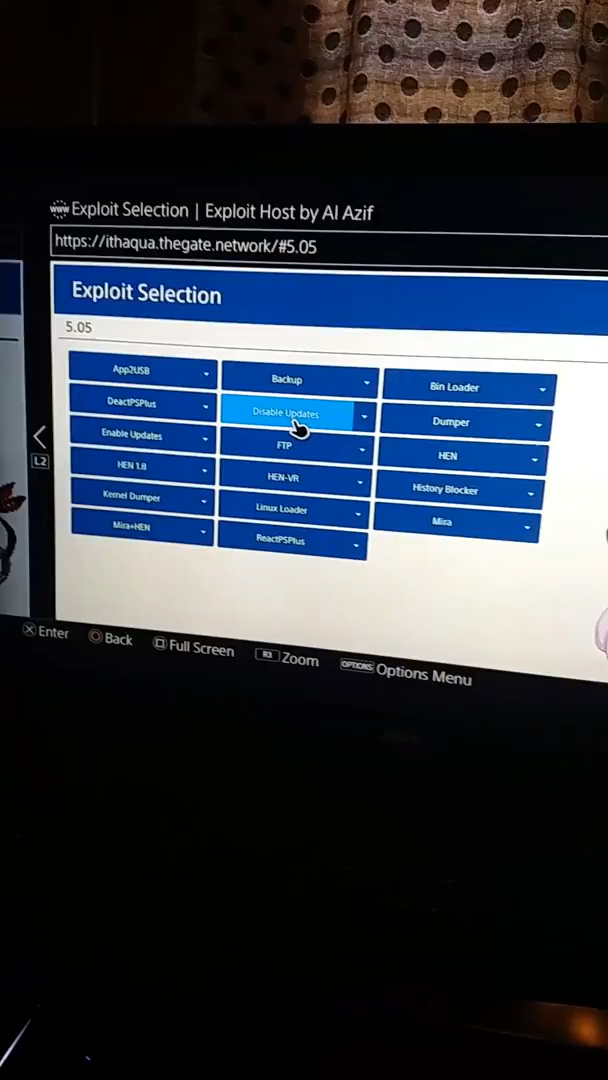 www Exploit Selection | Exploit Host by Al Azif
https://ithaqua.thegate.network/#5.05
Exploit Selection
5.05
App2USB
Backup
Bin Loader
DeactPSPlus
Disable Updates
Dumper
Enable Updates
FTP
HEN
HEN 1.8
HEN-VR
History Blocker
Kernel Dumper
Linux Loader
Mira
Mira+HEN
ReactPSPlus
L2
Enter
Back
Full Screen
R3 Zoom
OPTIONS Options Menu